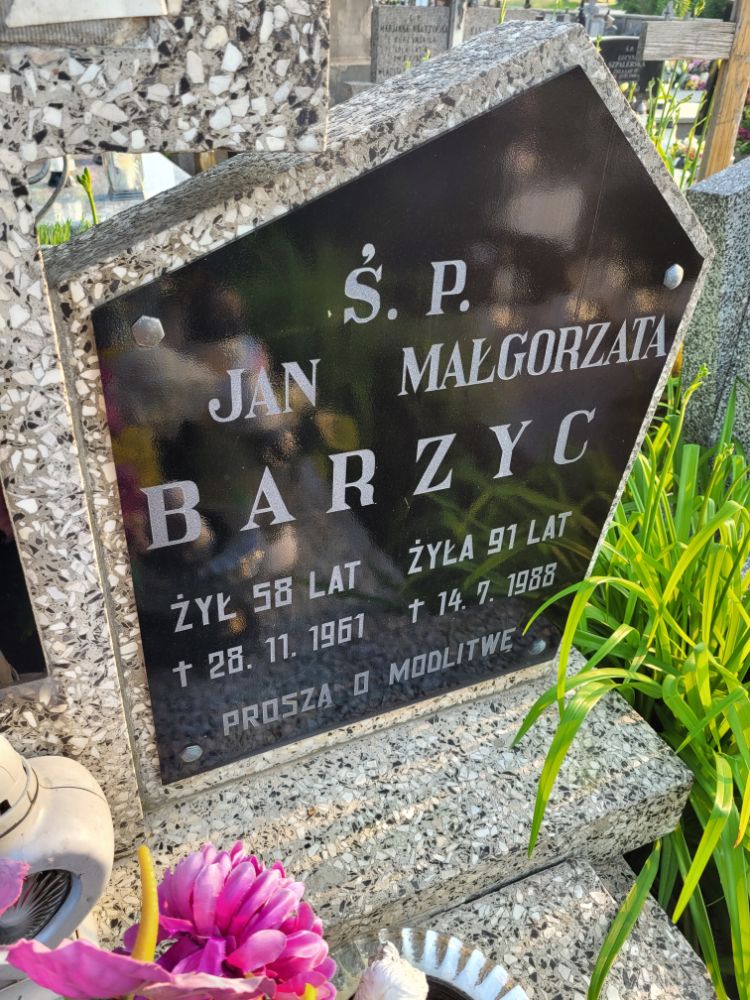 Ś. P.
JAN MAŁGORZATA
BARZYC
ŻYŁ 58 LAT ŻYŁA 91 LAT
† 28. 11. 1961 † 14. 7. 1988
PROSZĄ O MODLITWĘ